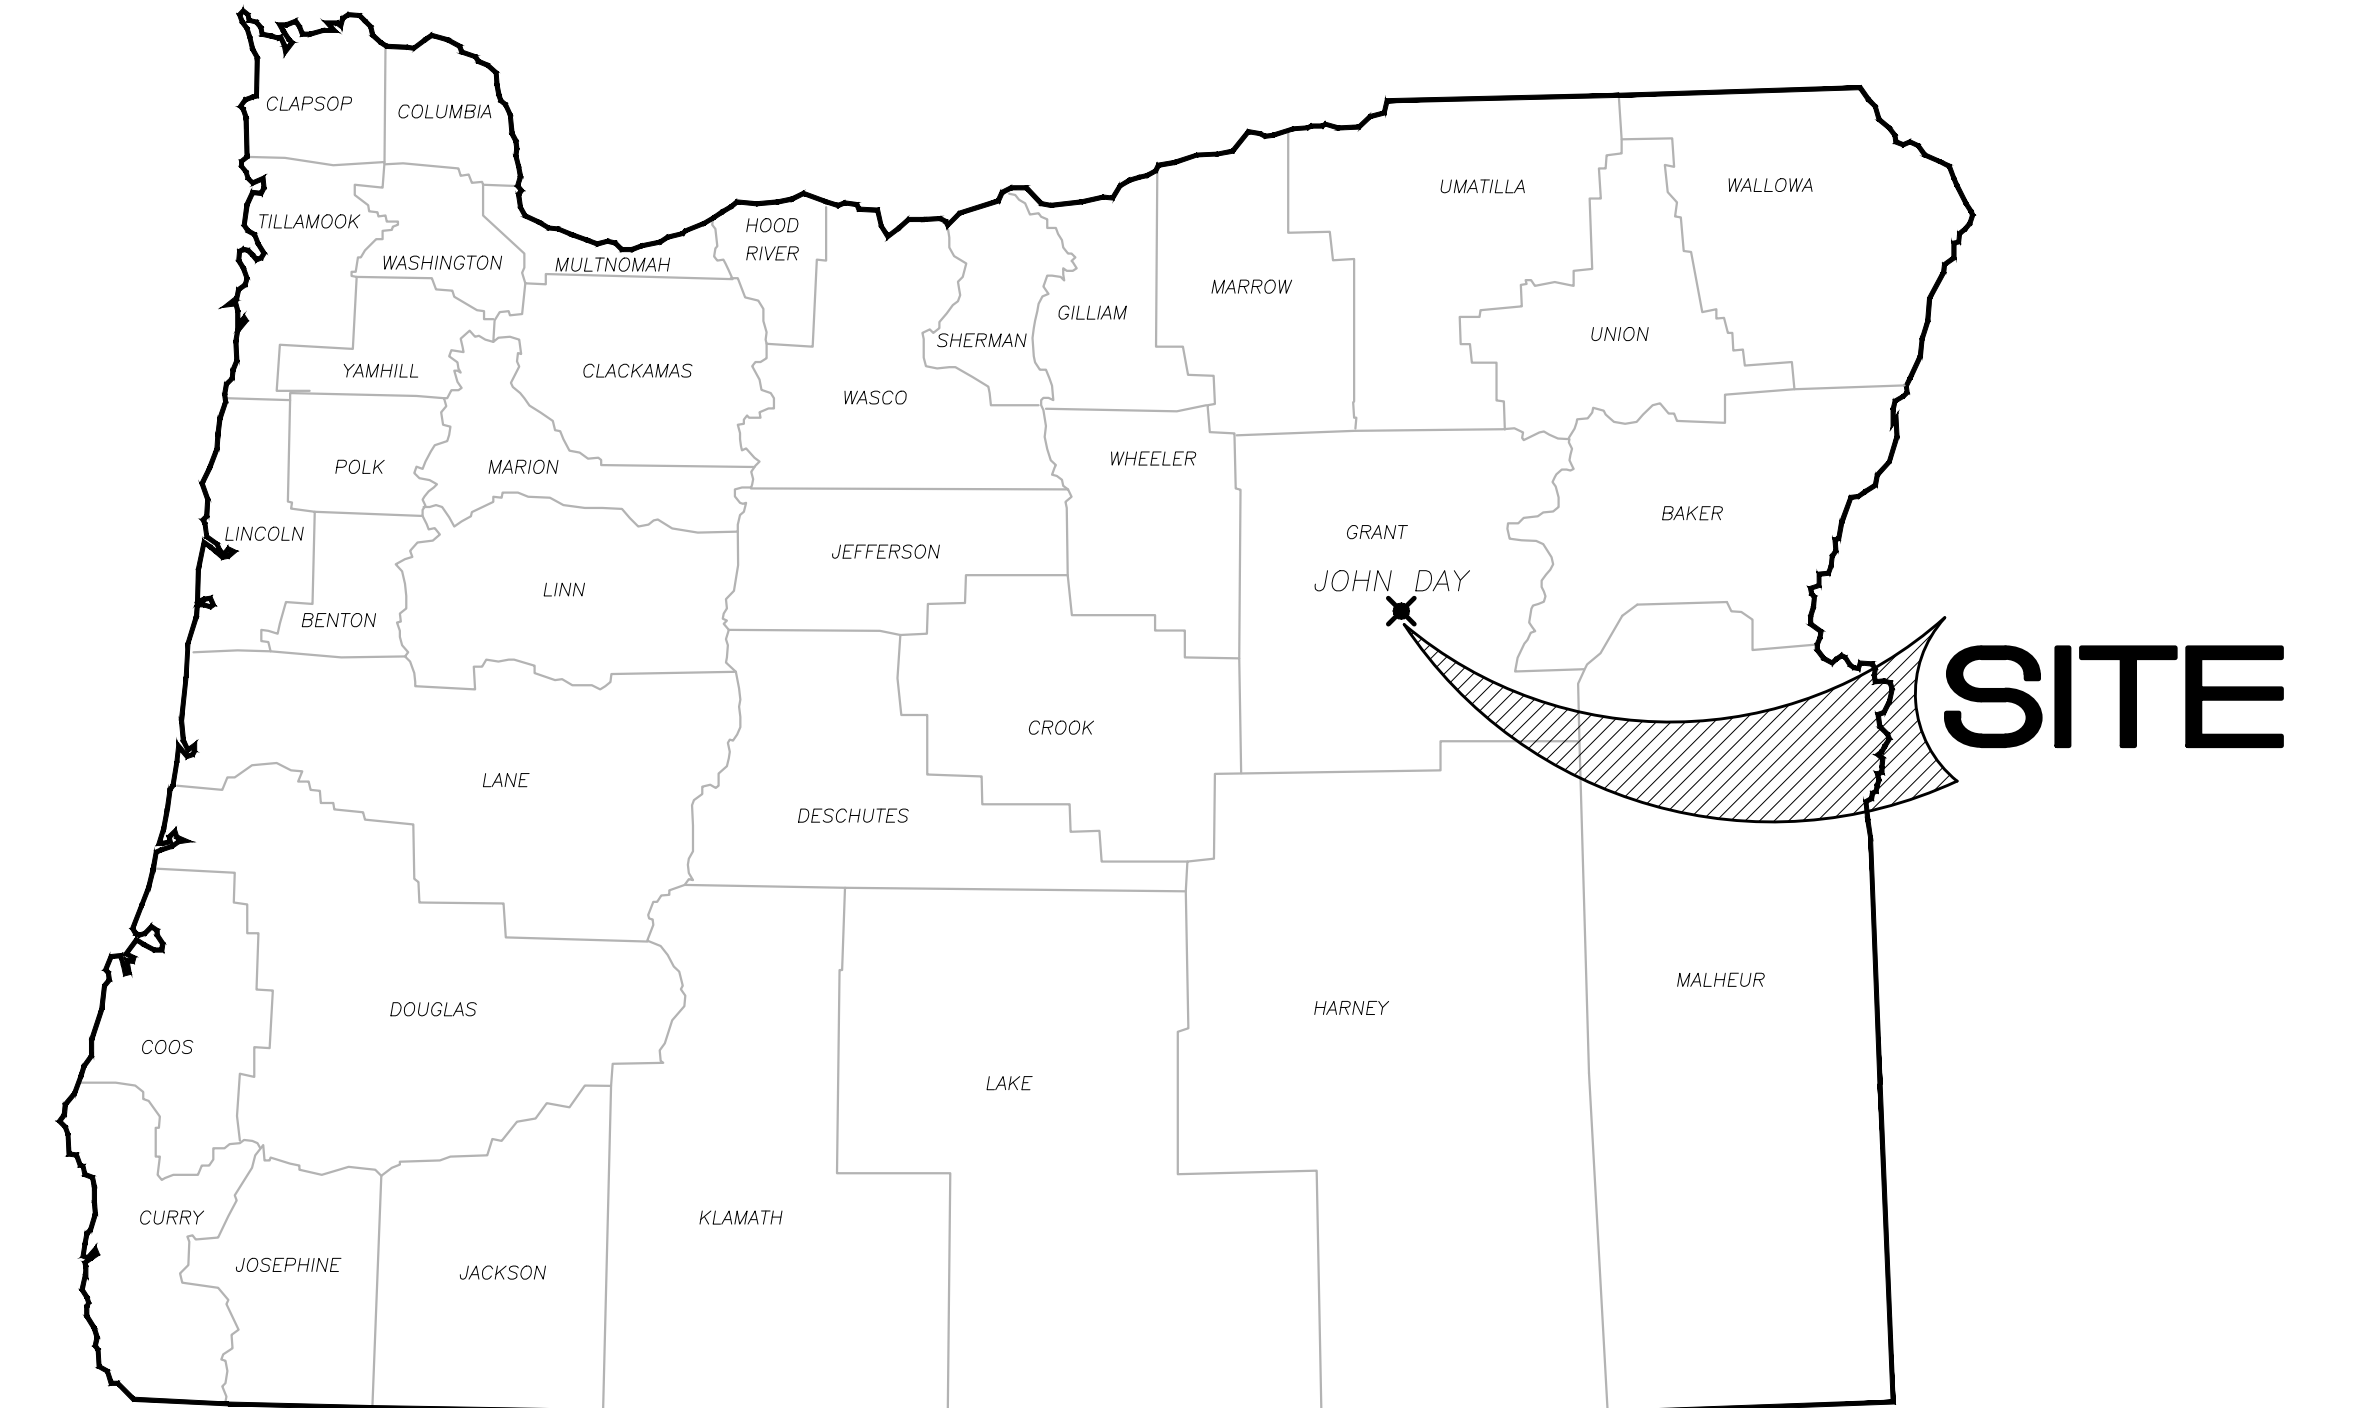 CLAPSOP
COLUMBIA
TILLAMOOK
WASHINGTON
MULTNOMAH
HOOD
RIVER
UMATILLA
WALLOWA
MARROW
GILLIAM
SHERMAN
UNION
YAMHILL
CLACKAMAS
WASCO
POLK
MARION
WHEELER
LINCOLN
JEFFERSON
GRANT
BAKER
LINN
BENTON
JOHN DAY
SITE
CROOK
LANE
DESCHUTES
DOUGLAS
COOS
LAKE
HARNEY
MALHEUR
CURRY
JOSEPHINE
JACKSON
KLAMATH